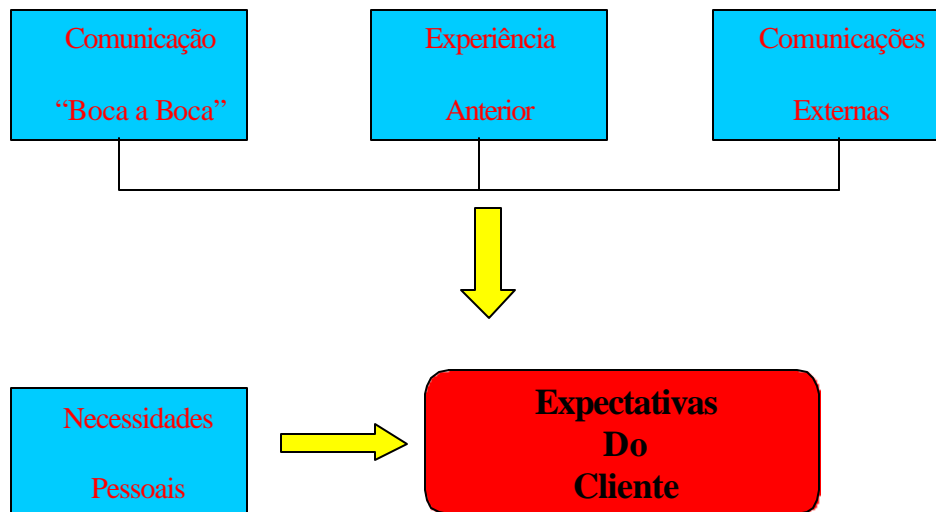 Comunicação
“Boca a Boca”
Experiência
Anterior
Comunicações
Externas
Necessidades
Pessoais
Expectativas
Do
Cliente